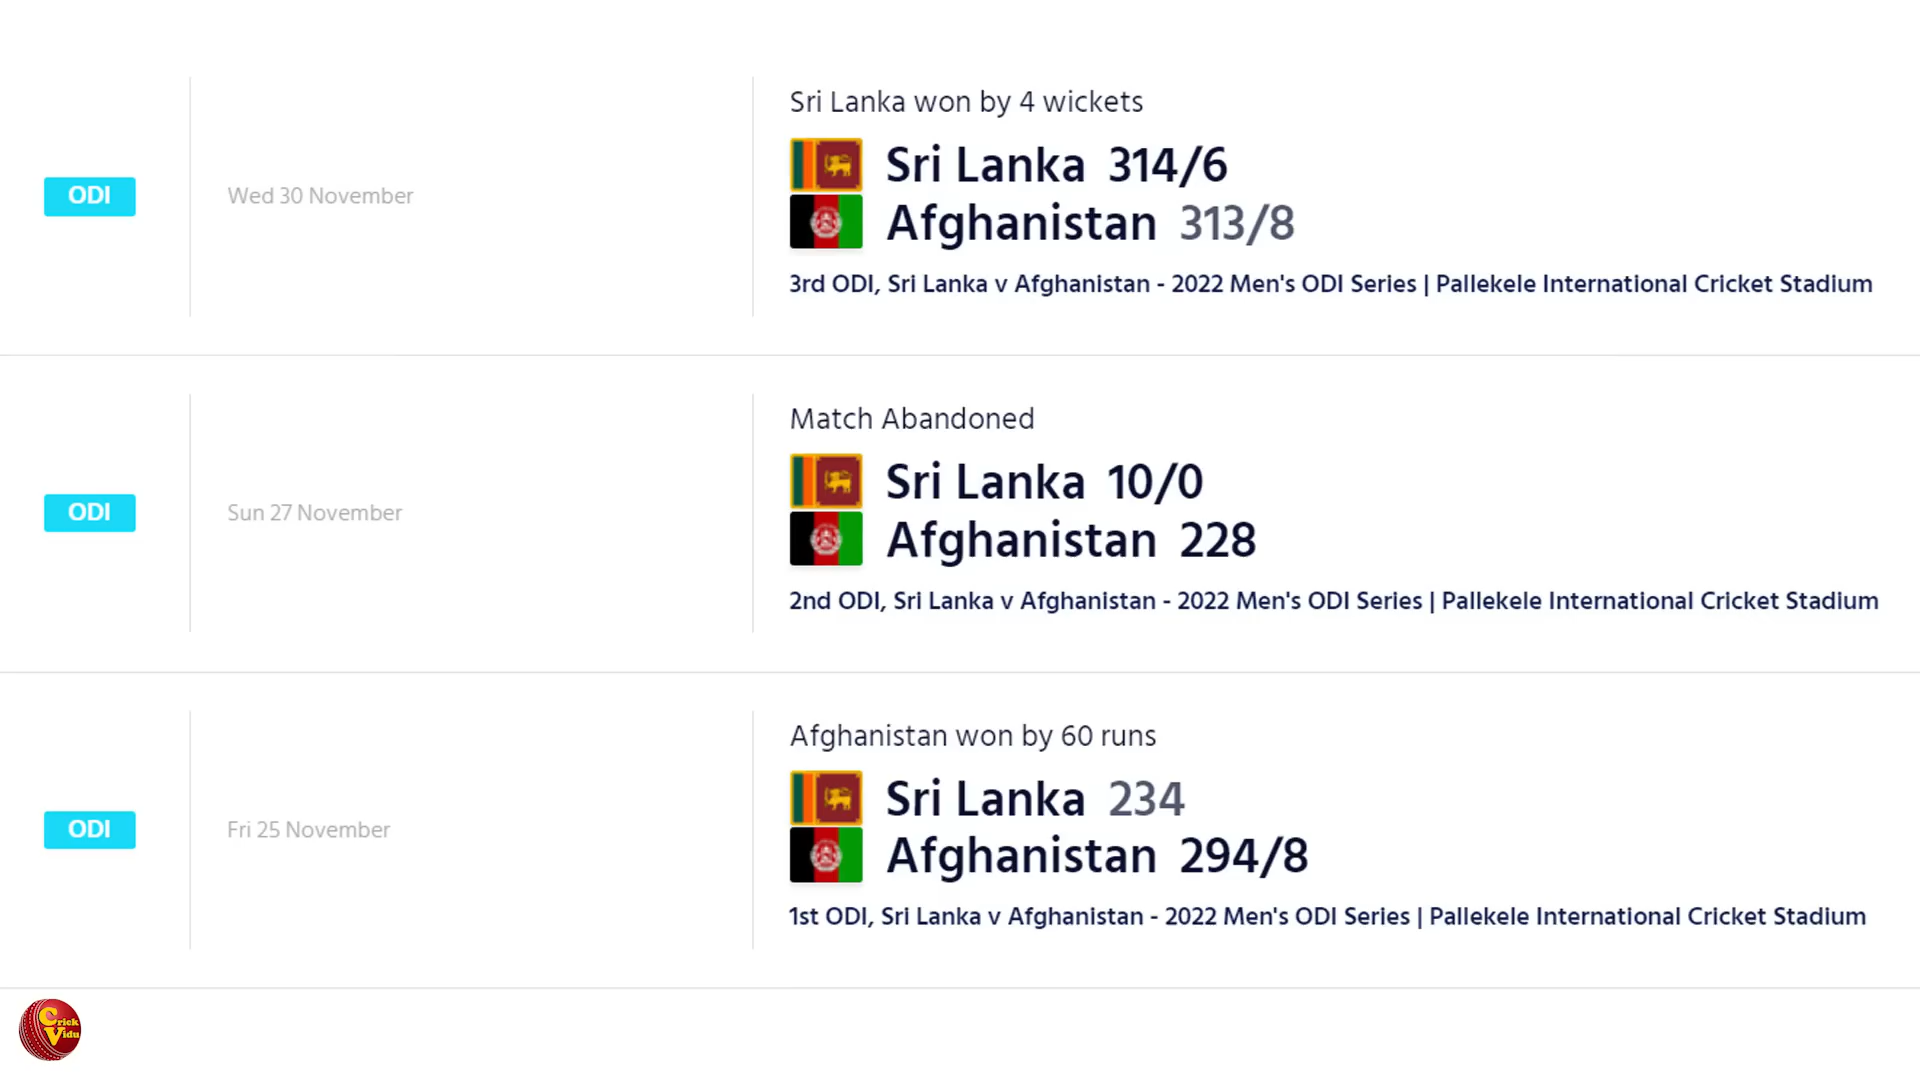 Sri Lanka won by 4 wickets
ODI
Wed 30 November
Sri Lanka 314/6
Afghanistan 313/8
3rd ODI, Sri Lanka v Afghanistan - 2022 Men's ODI Series | Pallekele International Cricket Stadium
Match Abandoned
ODI
Sun 27 November
Sri Lanka 10/0
Afghanistan 228
2nd ODI, Sri Lanka v Afghanistan - 2022 Men's ODI Series | Pallekele International Cricket Stadium
Afghanistan won by 60 runs
ODI
Fri 25 November
Sri Lanka 234
Afghanistan 294/8
1st ODI, Sri Lanka v Afghanistan - 2022 Men's ODI Series | Pallekele International Cricket Stadium
Crick
Vidu